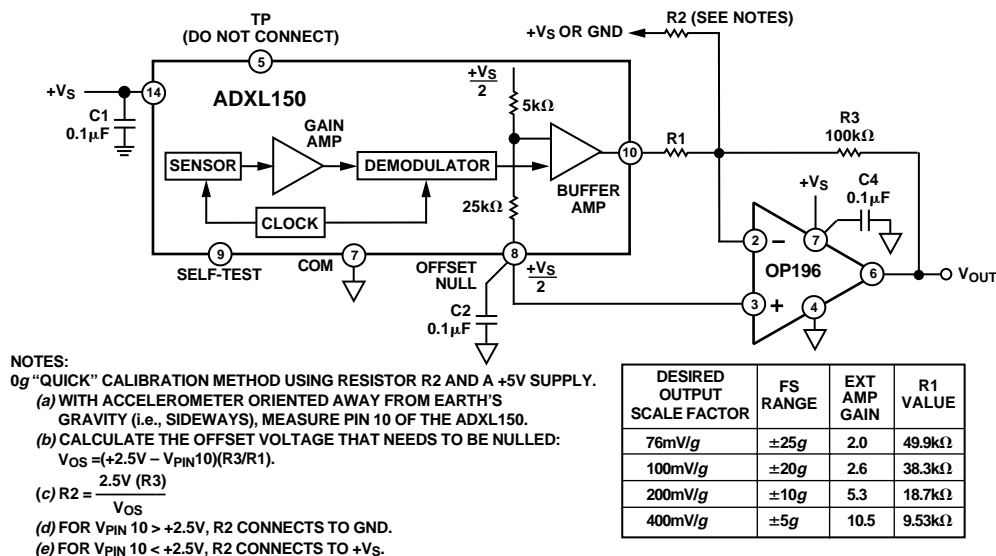 TP
(DO NOT CONNECT)
+VS OR GND
R2 (SEE NOTES)
5
+VS
14
ADXL150
+VS
2
5kΩ
C1
0.1µF
GAIN
AMP
SENSOR
DEMODULATOR
BUFFER
AMP
10
R1
R3
100kΩ
+VS
C4
0.1µF
25kΩ
CLOCK
2
–
7
OP196
6
VOUT
9
SELF-TEST
COM
7
OFFSET
NULL
8
+VS
2
3
+
4
C2
0.1µF
NOTES:
0g “QUICK” CALIBRATION METHOD USING RESISTOR R2 AND A +5V SUPPLY.
(a) WITH ACCELEROMETER ORIENTED AWAY FROM EARTH'S
GRAVITY (i.e., SIDEWAYS), MEASURE PIN 10 OF THE ADXL150.
(b) CALCULATE THE OFFSET VOLTAGE THAT NEEDS TO BE NULLED:
VOS =(+2.5V – VPIN10)(R3/R1).
(c) R2 = 2.5V (R3)
VOS
(d) FOR VPIN 10 > +2.5V, R2 CONNECTS TO GND.
(e) FOR VPIN 10 < +2.5V, R2 CONNECTS TO +VS.
DESIRED
OUTPUT
SCALE FACTOR
FS
RANGE
EXT
AMP
GAIN
R1
VALUE
76mV/g ±25g 2.0 49.9kΩ
100mV/g ±20g 2.6 38.3kΩ
200mV/g ±10g 5.3 18.7kΩ
400mV/g ±5g 10.5 9.53kΩ